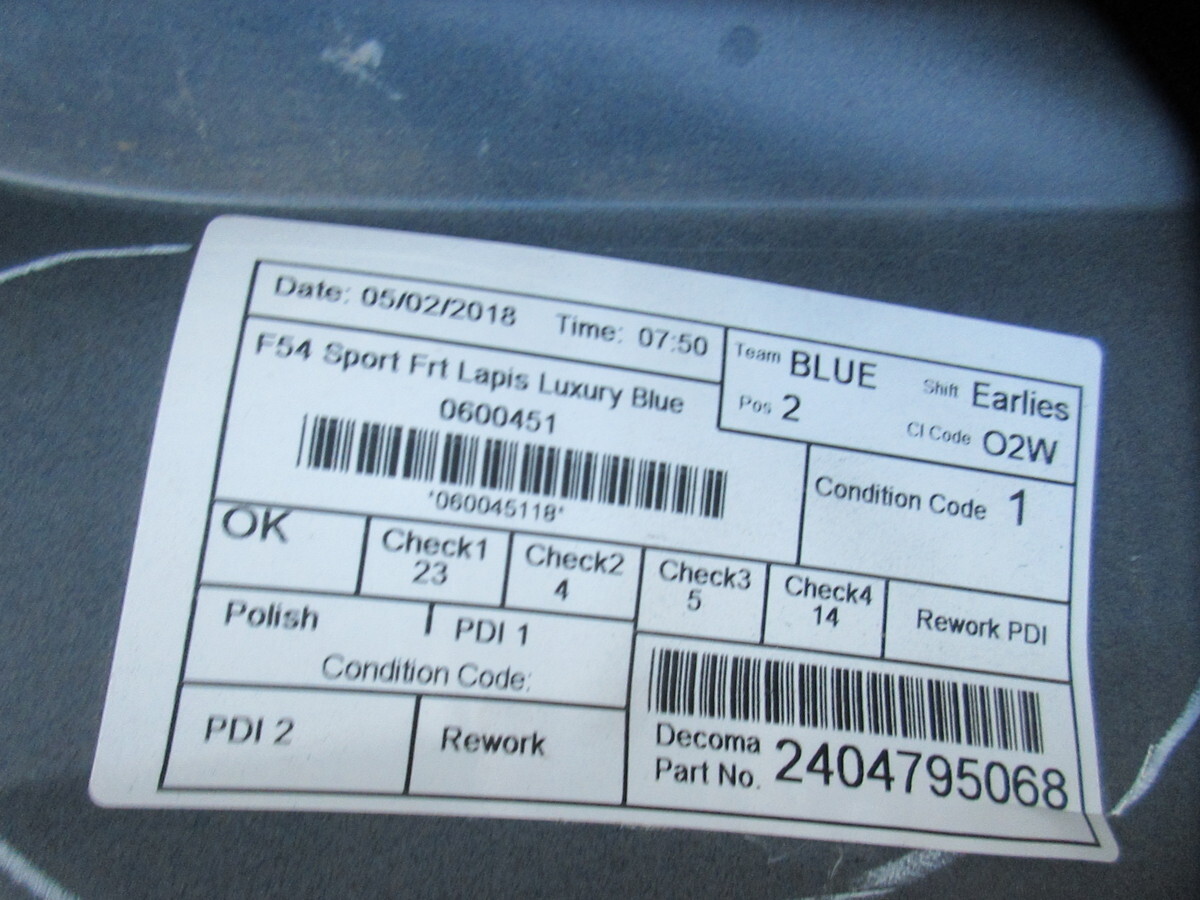 Date: 05/02/2018 Time: 07:50
Team BLUE Shift Earlies
Pos 2 CI Code O2W
F54 Sport Frt Lapis Luxury Blue
0600451
*060045118*
Condition Code 1
OK
Check1
23
Check2
4
Check3
5
Check4
14
Rework PDI
Polish PDI 1
Condition Code:
PDI 2
Rework
Decoma
Part No. 2404795068